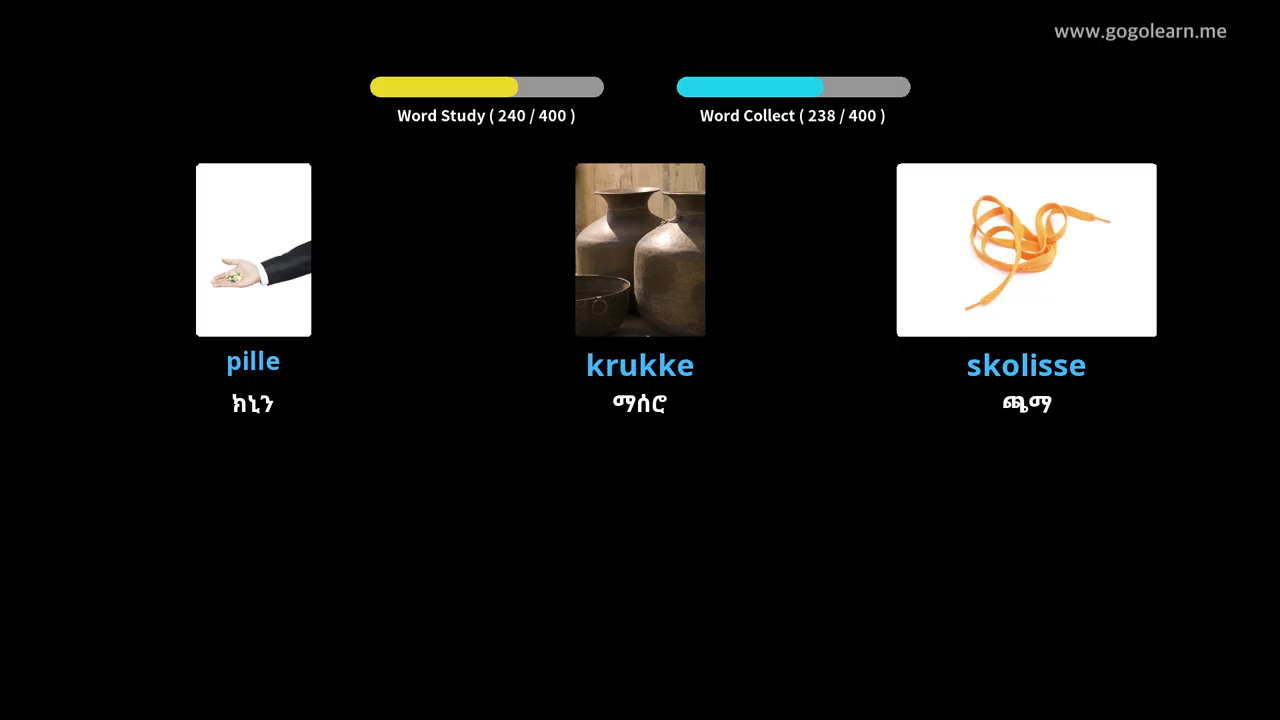 www.gogolearn.me
Word Study ( 240 / 400 )
Word Collect ( 238 / 400 )
pille
krukke
skolisse
ክኒን
ማሰሮ
ጫማ